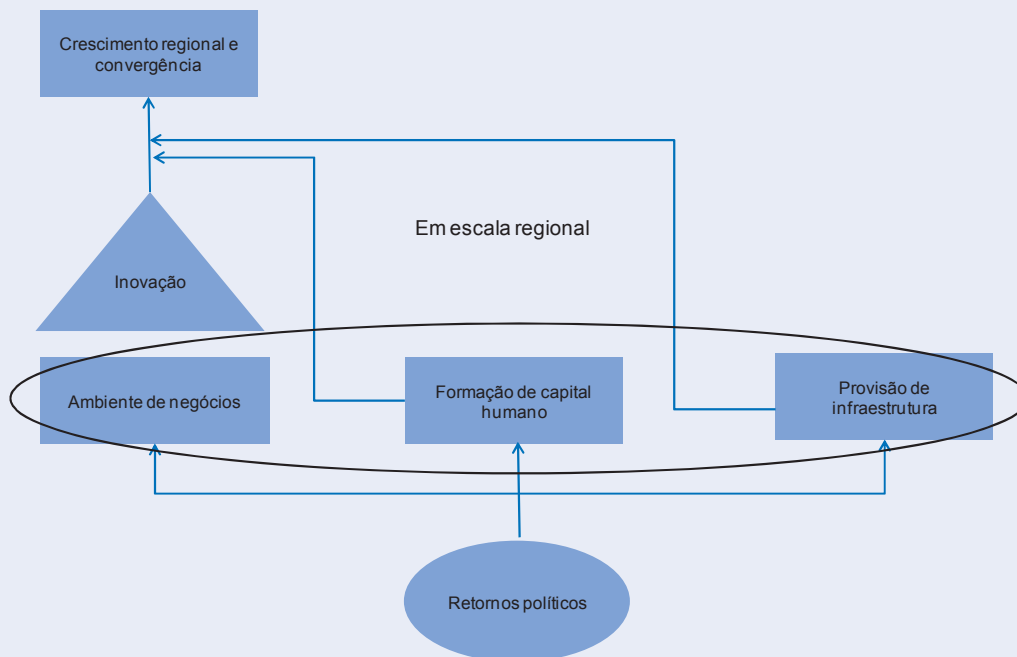 Crescimento regional e
convergência
Em escala regional
Inovação
Ambiente de negócios
Formação de capital
humano
Provisão de
infraestrutura
Retornos políticos